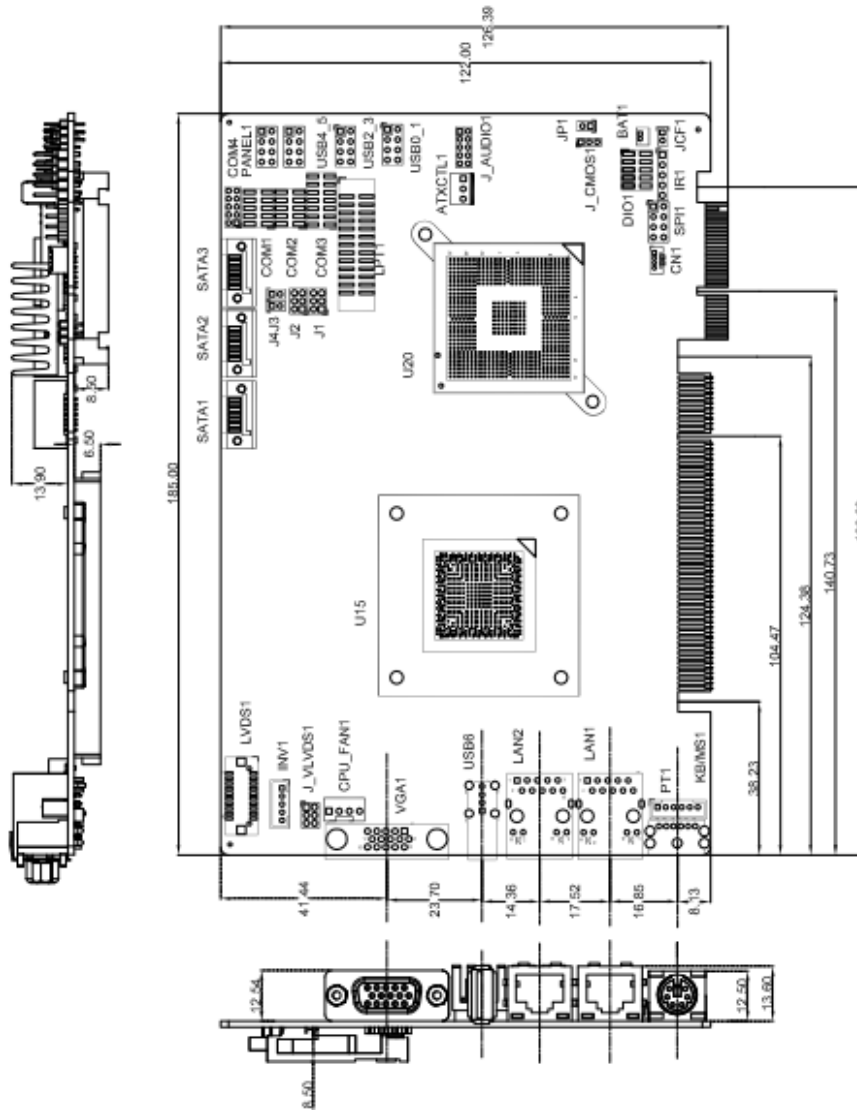 126.39
122.00
COM4
PANEL1
USB4_5
USB2_3
USB0_1
J_AUDIO1
ATXCTL1
JP1
J_CMOS1
BAT1
JCF1
DIO1
IR1
SPI1
CN1
SATA3
SATA2
SATA1
COM1
COM2
COM3
LPT1
J4J3
J2
J1
U20
8.50
6.50
13.90
185.00
U15
140.73
124.38
104.47
38.23
LVDS1
INV1
J_VLVDS1
CPU_FAN1
VGA1
USB6
LAN2
LAN1
PT1
KB/MS1
41.44
23.70
14.36
17.52
16.85
8.13
12.54
12.50
13.60
8.50